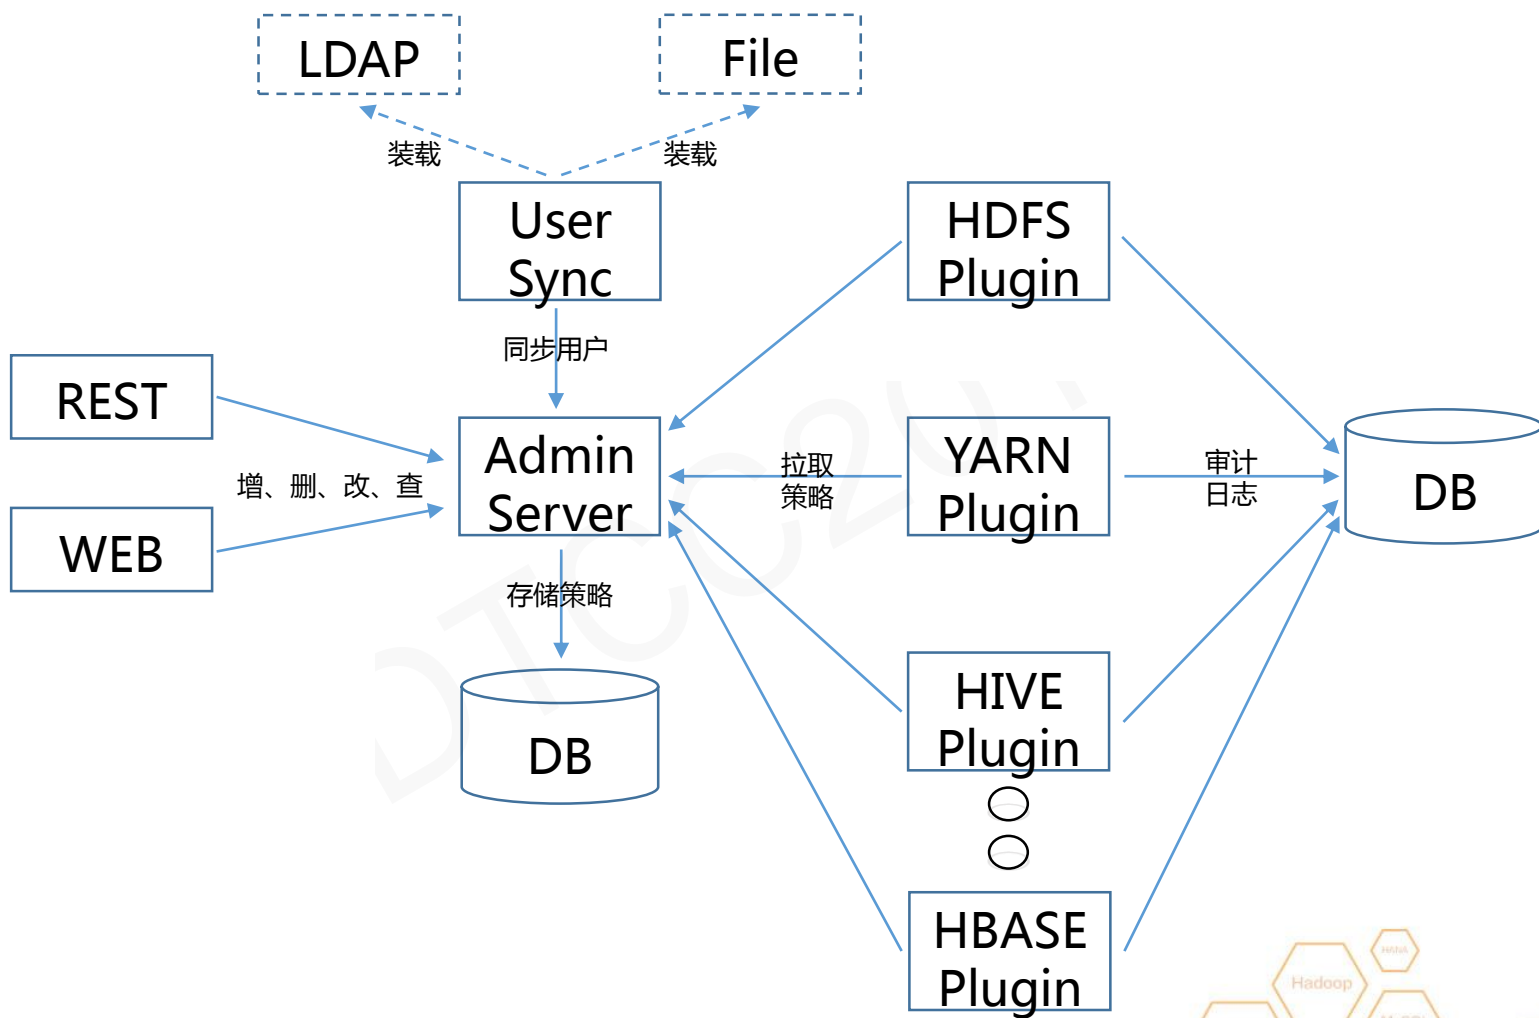 LDAP
File
装载
装载
User
Sync
HDFS
Plugin
同步用户
REST
Admin
Server
拉取
策略
YARN
Plugin
审计
日志
DB
增、删、改、查
WEB
存储策略
DB
HIVE
Plugin
HBASE
Plugin
HANA
Hadoop